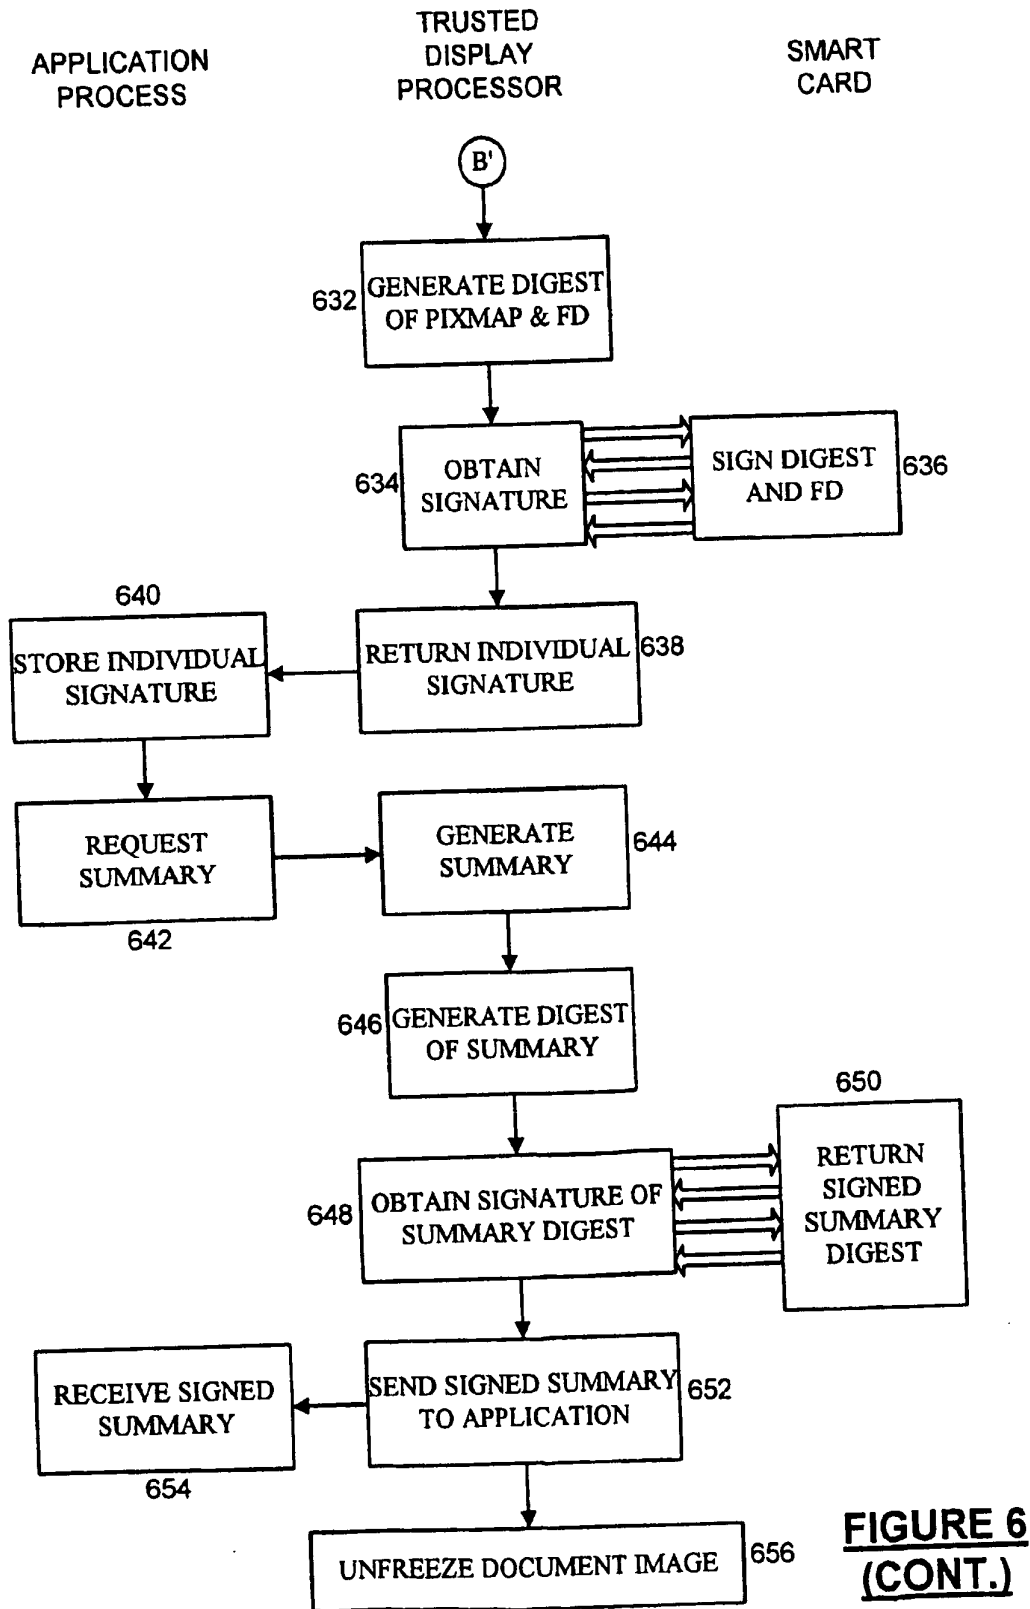 APPLICATION
PROCESS
TRUSTED
DISPLAY
PROCESSOR
SMART
CARD
B'
632
GENERATE DIGEST
OF PIXMAP & FD
634
OBTAIN
SIGNATURE
SIGN DIGEST
AND FD
636
640
STORE INDIVIDUAL
SIGNATURE
RETURN INDIVIDUAL
SIGNATURE
638
REQUEST
SUMMARY
642
GENERATE
SUMMARY
644
646
GENERATE DIGEST
OF SUMMARY
648
OBTAIN SIGNATURE OF
SUMMARY DIGEST
650
RETURN
SIGNED
SUMMARY
DIGEST
RECEIVE SIGNED
SUMMARY
654
SEND SIGNED SUMMARY
TO APPLICATION
652
UNFREEZE DOCUMENT IMAGE
656
FIGURE 6
(CONT.)